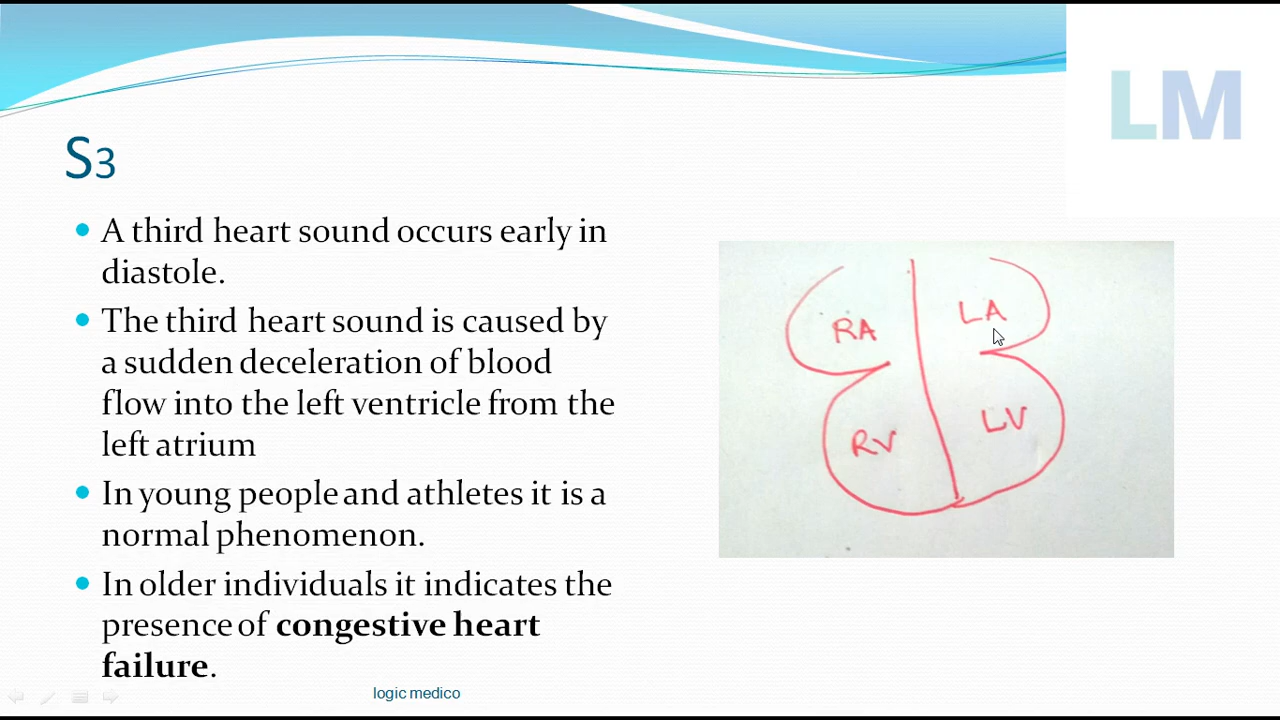 LM
S3
A third heart sound occurs early in
diastole.
The third heart sound is caused by
a sudden deceleration of blood
flow into the left ventricle from the
left atrium
In young people and athletes it is a
normal phenomenon.
In older individuals it indicates the
presence of congestive heart
failure.
RA
LA
RV
LV
logic medico